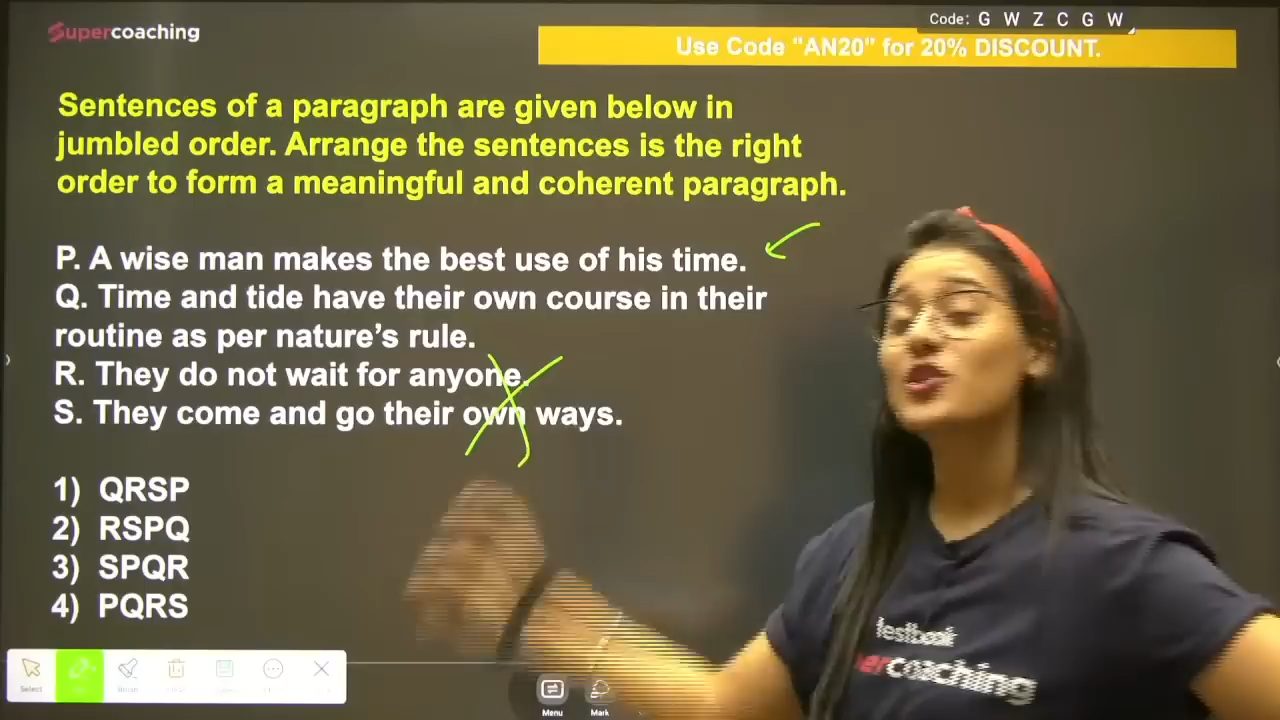 Supercoaching
Code: G W Z C G W
Use Code "AN20" for 20% DISCOUNT.
Sentences of a paragraph are given below in
jumbled order. Arrange the sentences is the right
order to form a meaningful and coherent paragraph.
P. A wise man makes the best use of his time.
Q. Time and tide have their own course in their
routine as per nature’s rule.
R. They do not wait for anyone.
S. They come and go their own ways.
1) QRSP
2) RSPQ
3) SPQR
4) PQRS
testbook
ercoaching
Select
Menu
Mark